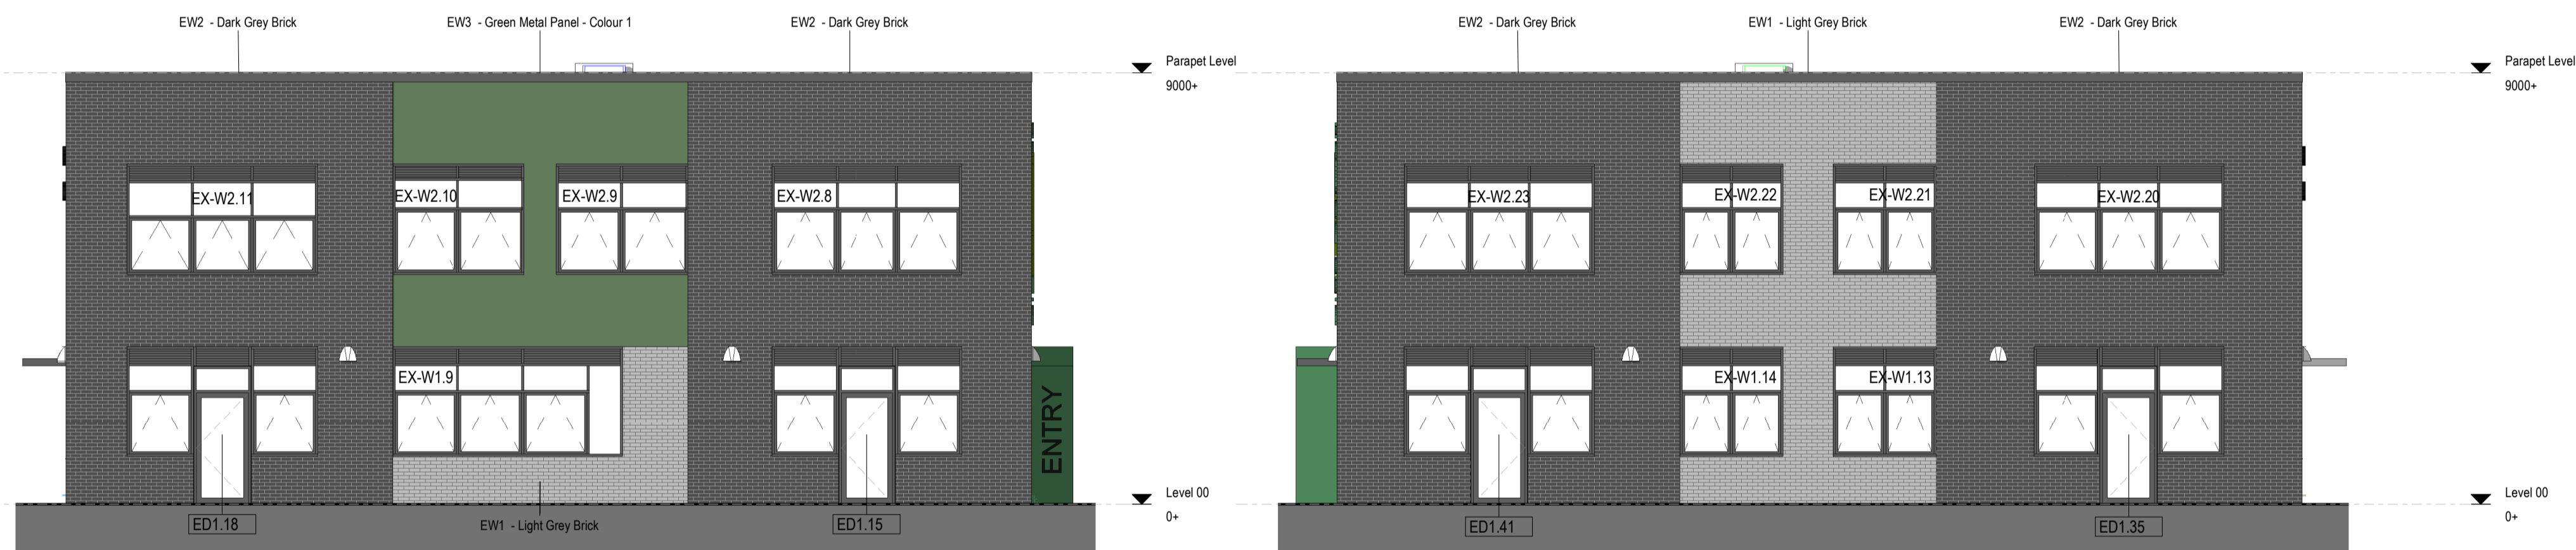 EW2 - Dark Grey Brick
EW3 - Green Metal Panel - Colour 1
EW2 - Dark Grey Brick
Parapet Level
9000+
EX-W2.11
EX-W2.10
EX-W2.9
EX-W2.8
EX-W1.9
ENTRY
Level 00
0+
ED1.18
EW1 - Light Grey Brick
ED1.15
EW2 - Dark Grey Brick
EW1 - Light Grey Brick
EW2 - Dark Grey Brick
Parapet Level
9000+
EX-W2.23
EX-W2.22
EX-W2.21
EX-W2.20
EX-W1.14
EX-W1.13
Level 00
0+
ED1.41
ED1.35